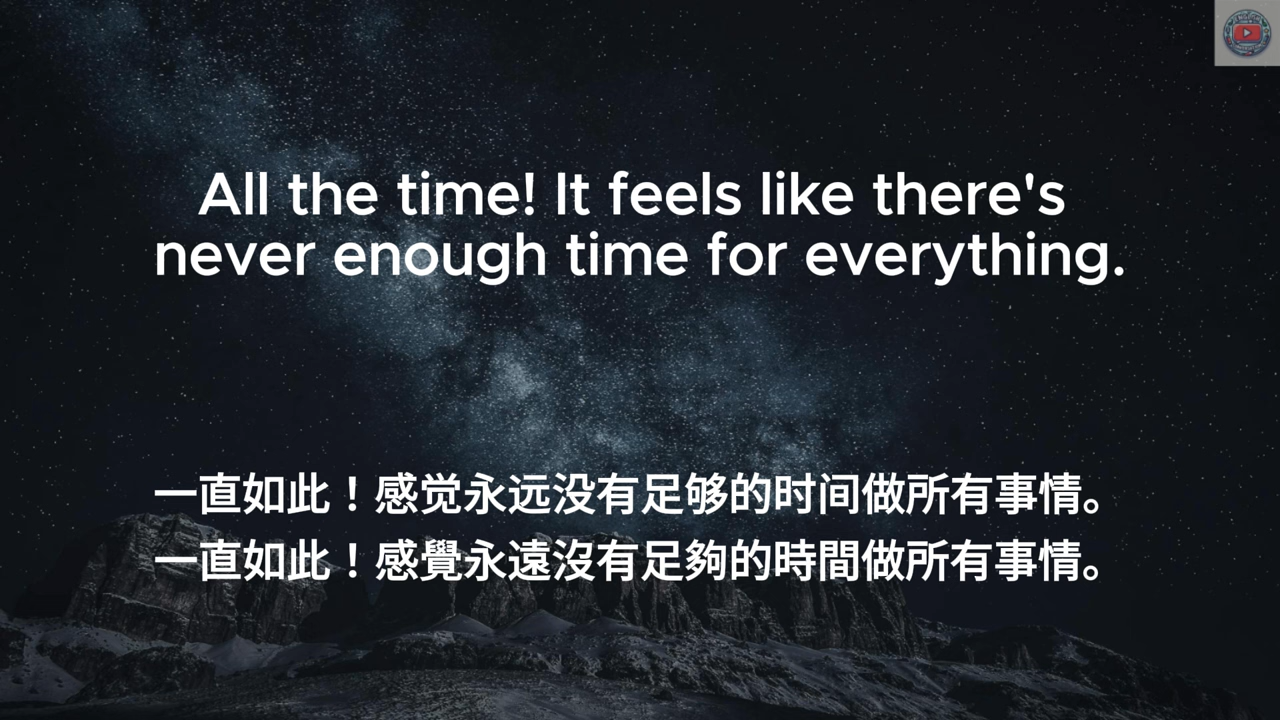 All the time! It feels like there's
never enough time for everything.
一直如此！感觉永远没有足够的时间做所有事情。
一直如此！感覺永遠沒有足夠的時間做所有事情。